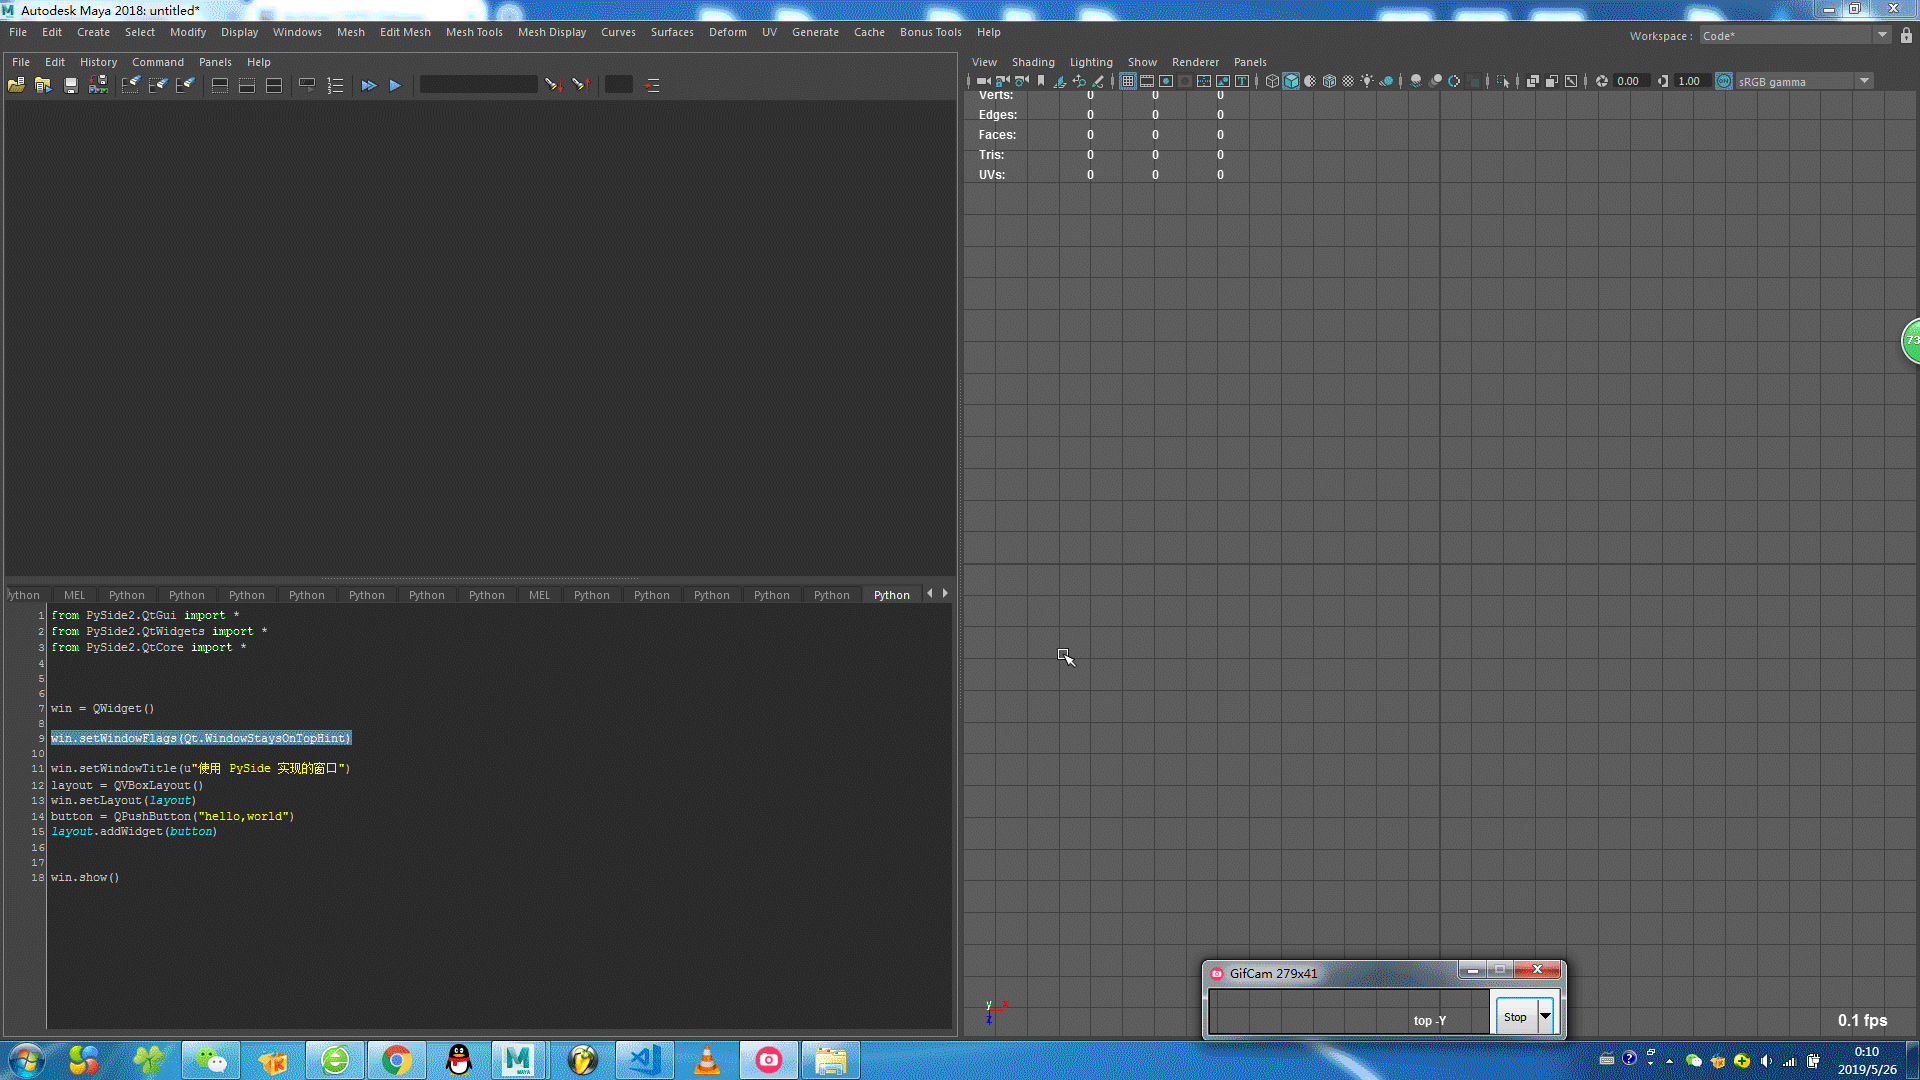 Autodesk Maya 2018: untitled*
File Edit Create Select Modify Display Windows Mesh Edit Mesh Mesh Tools Mesh Display Curves Surfaces Deform UV Generate Cache Bonus Tools Help
Workspace : Code*
File Edit History Command Panels Help
View Shading Lighting Show Renderer Panels
0.00 1.00 ON sRGB gamma
Verts: 0 0 0
Edges: 0 0 0
Faces: 0 0 0
Tris: 0 0 0
UVs: 0 0 0
73
ython MEL Python Python Python Python Python Python Python MEL Python Python Python Python Python Python
1 from PySide2.QtGui import *
2 from PySide2.QtWidgets import *
3 from PySide2.QtCore import *
4
5
6
7 win = QWidget()
8
9 win.setWindowFlags(Qt.WindowStaysOnTopHint)
10
11 win.setWindowTitle(u"使用 PySide 实现的窗口")
12 layout = QVBoxLayout()
13 win.setLayout(layout)
14 button = QPushButton("hello,world")
15 layout.addWidget(button)
16
17
18 win.show()
y x
z
GifCam 279x41
top -Y
Stop
0.1 fps
MAYA
0:10
2019/5/26